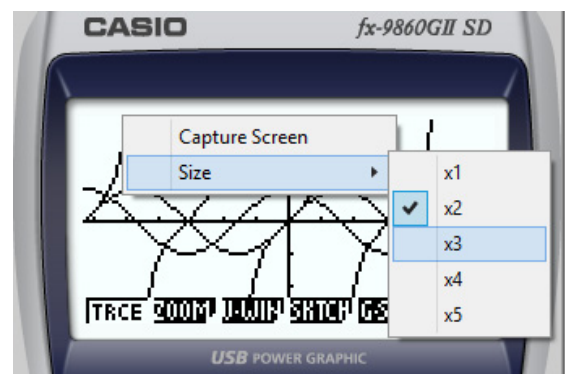 CASIO fx-9860GII SD
Capture Screen
Size
x1
x2
x3
x4
x5
TRCE ZOOM V-WIN SKTCH
USB POWER GRAPHIC